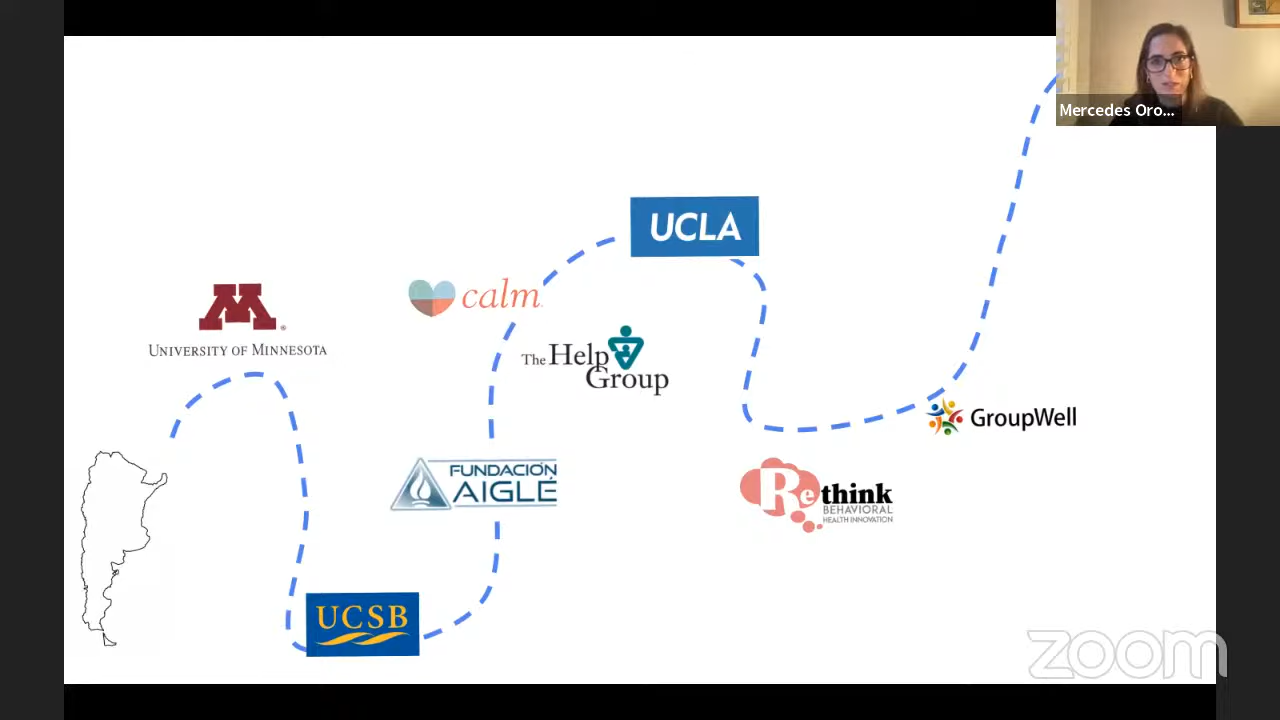 Mercedes Oro...
UCLA
calm
UNIVERSITY OF MINNESOTA
The Help
Group
GroupWell
FUNDACIÓN
AIGLÉ
Rethink
BEHAVIORAL
HEALTH INNOVATION
UCSB
zoom